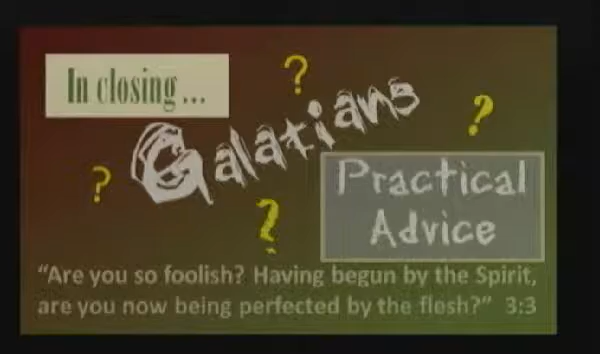 In closing...
Galatians
Practical
Advice
? ? ? ?
“Are you so foolish? Having begun by the Spirit,
are you now being perfected by the flesh?” 3:3